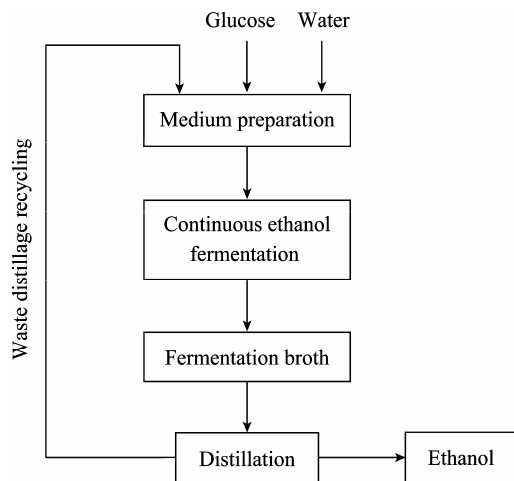 Glucose Water
Medium preparation
Waste distillage recycling
Continuous ethanol
fermentation
Fermentation broth
Distillation
Ethanol